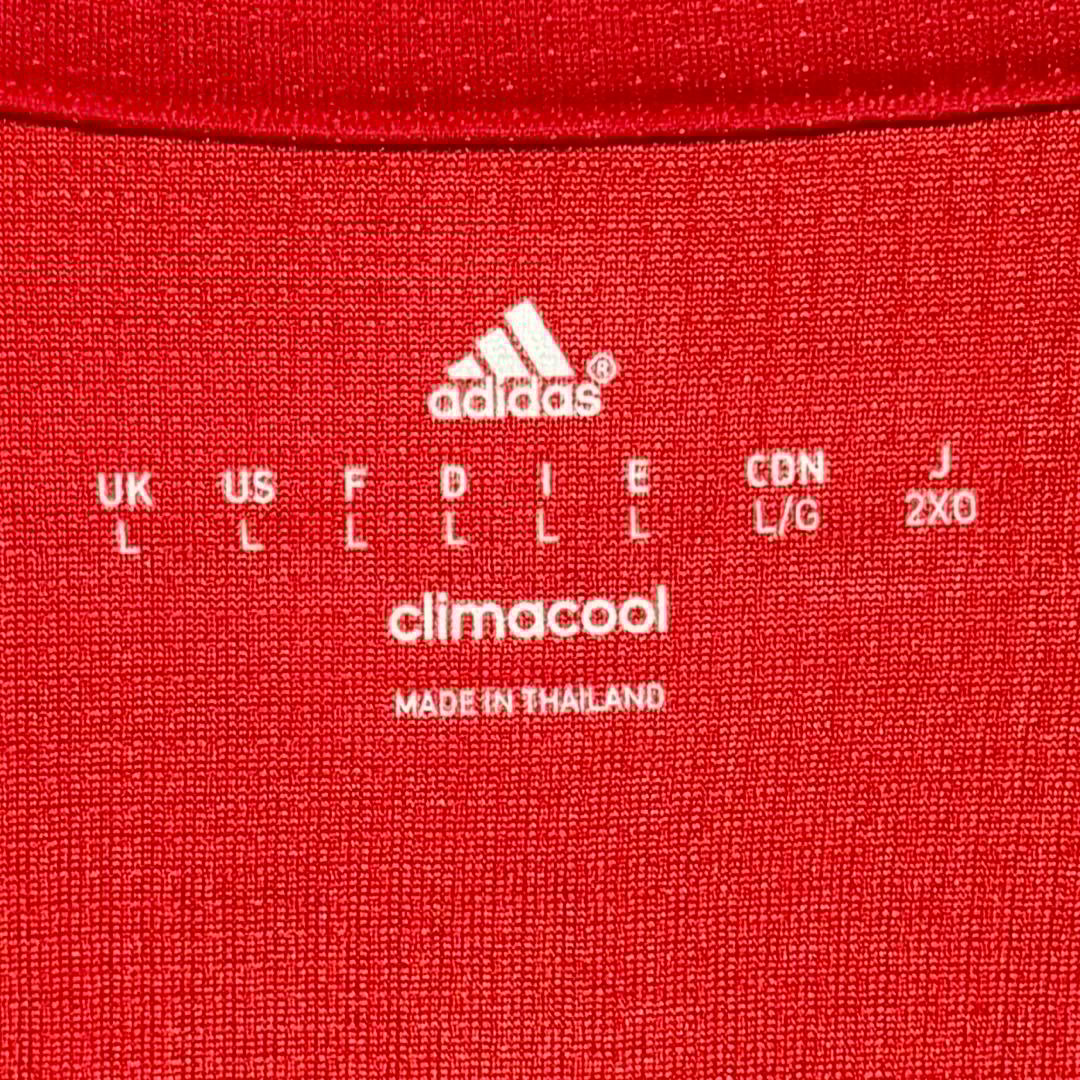 adidas®
UK US F D I E CDN J
L L L L L L L/G 2XO
climacool
MADE IN THAILAND